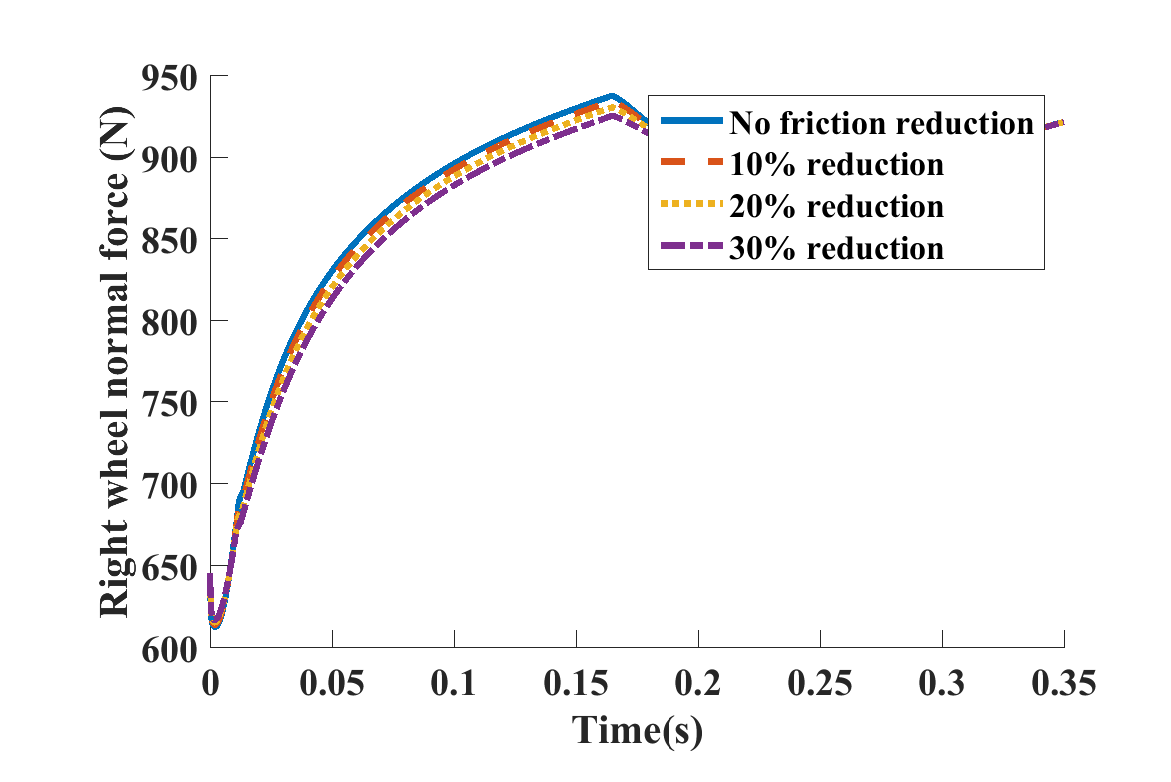 Right wheel normal force (N)
950
900
850
800
750
700
650
600
No friction reduction
10% reduction
20% reduction
30% reduction
0 0.05 0.1 0.15 0.2 0.25 0.3 0.35
Time(s)